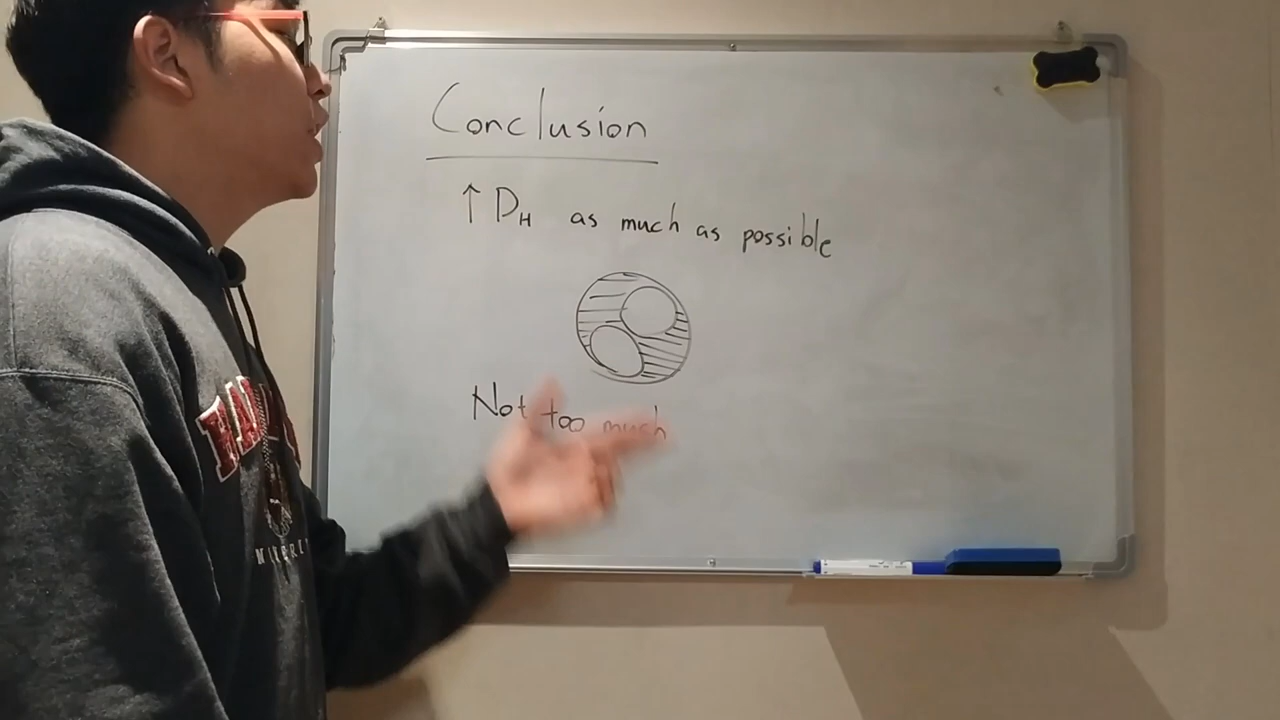 Conclusion
↑ D_H as much as possible
Not too much